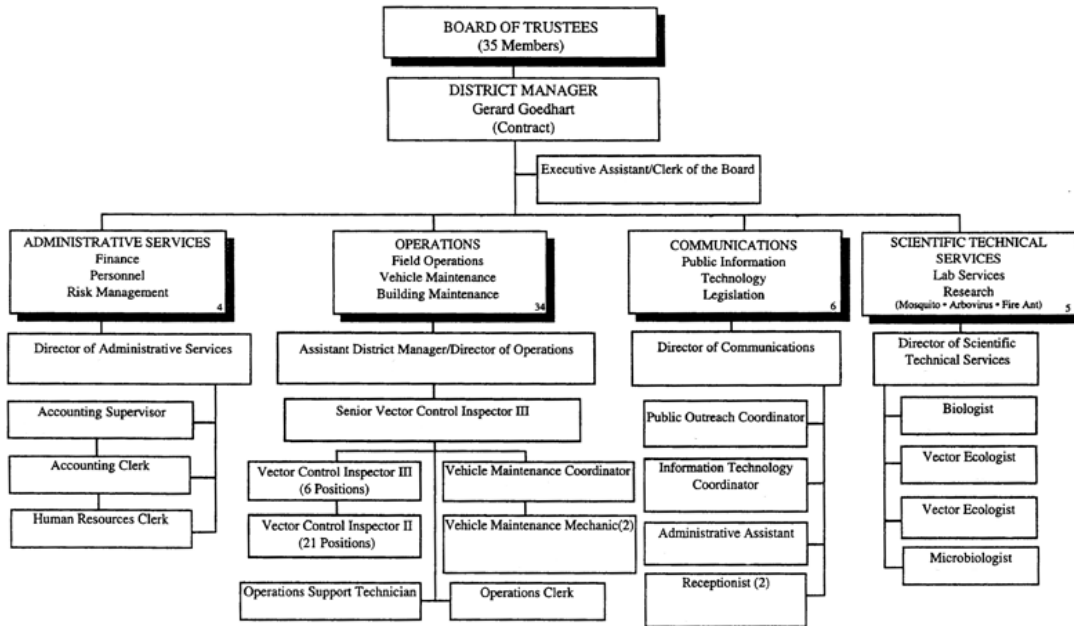 BOARD OF TRUSTEES
(35 Members)
DISTRICT MANAGER
Gerard Goedhart
(Contract)
Executive Assistant/Clerk of the Board
ADMINISTRATIVE SERVICES
Finance
Personnel
Risk Management
4
OPERATIONS
Field Operations
Vehicle Maintenance
Building Maintenance
34
COMMUNICATIONS
Public Information
Technology
Legislation
6
SCIENTIFIC TECHNICAL
SERVICES
Lab Services
Research
(Mosquito • Arbovirus • Fire Ant)
5
Director of Administrative Services
Accounting Supervisor
Accounting Clerk
Human Resources Clerk
Assistant District Manager/Director of Operations
Senior Vector Control Inspector III
Vector Control Inspector III
(6 Positions)
Vector Control Inspector II
(21 Positions)
Vehicle Maintenance Coordinator
Vehicle Maintenance Mechanic(2)
Operations Support Technician
Operations Clerk
Director of Communications
Public Outreach Coordinator
Information Technology
Coordinator
Administrative Assistant
Receptionist (2)
Director of Scientific
Technical Services
Biologist
Vector Ecologist
Vector Ecologist
Microbiologist